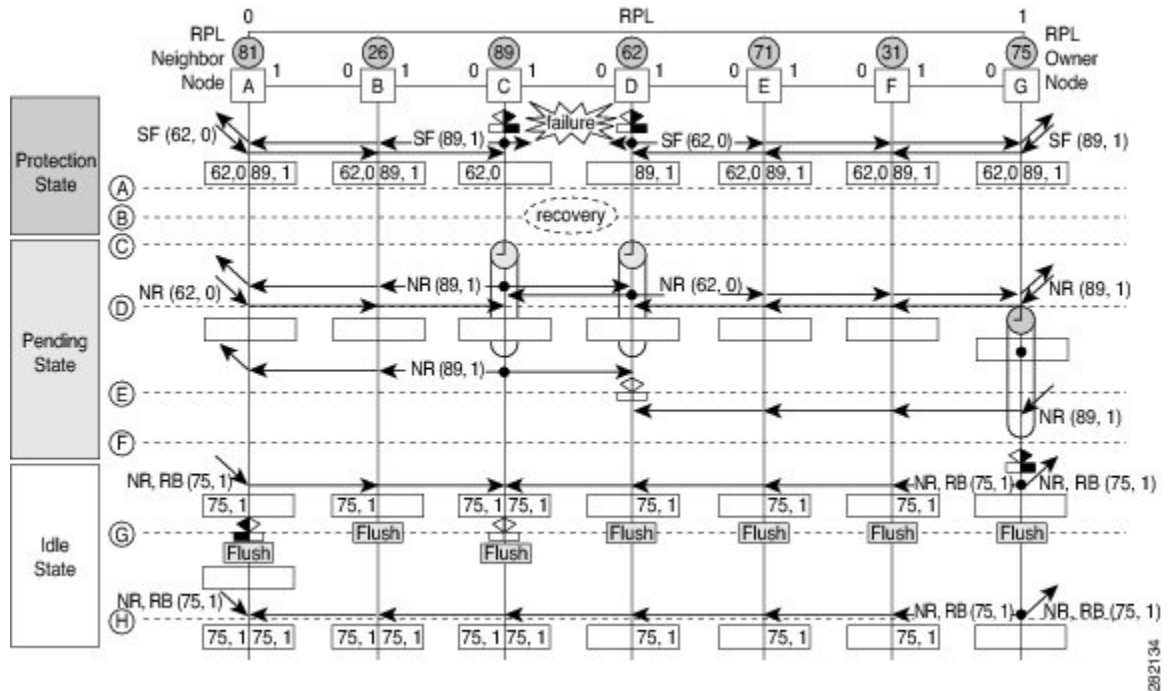 0 RPL 1
RPL Neighbor Node
RPL Owner Node
81 26 89 62 71 31 75
A 1 0 B 1 0 C 1 0 D 1 0 E 1 0 F 1 0 G
Protection State
failure
SF (62, 0) SF (89, 1) SF (62, 0) SF (89, 1)
62,0 89, 1 62,0 89, 1 62,0 89, 1 62,0 89, 1 62,0 89, 1 62,0 89, 1
A
B recovery
C
Pending State
NR (62, 0) NR (89, 1) NR (62, 0) NR (89, 1)
D
NR (89, 1)
E
NR (89, 1)
F
Idle State
NR, RB (75, 1) NR, RB (75, 1) NR, RB (75, 1)
75, 1 75, 1 75, 1 75, 1 75, 1 75, 1 75, 1
G Flush Flush Flush Flush Flush Flush Flush
NR, RB (75, 1) NR, RB (75, 1) NR, RB (75, 1)
H
75, 1 75, 1 75, 1 75, 1 75, 1 75, 1 75, 1 75, 1 75, 1
282134